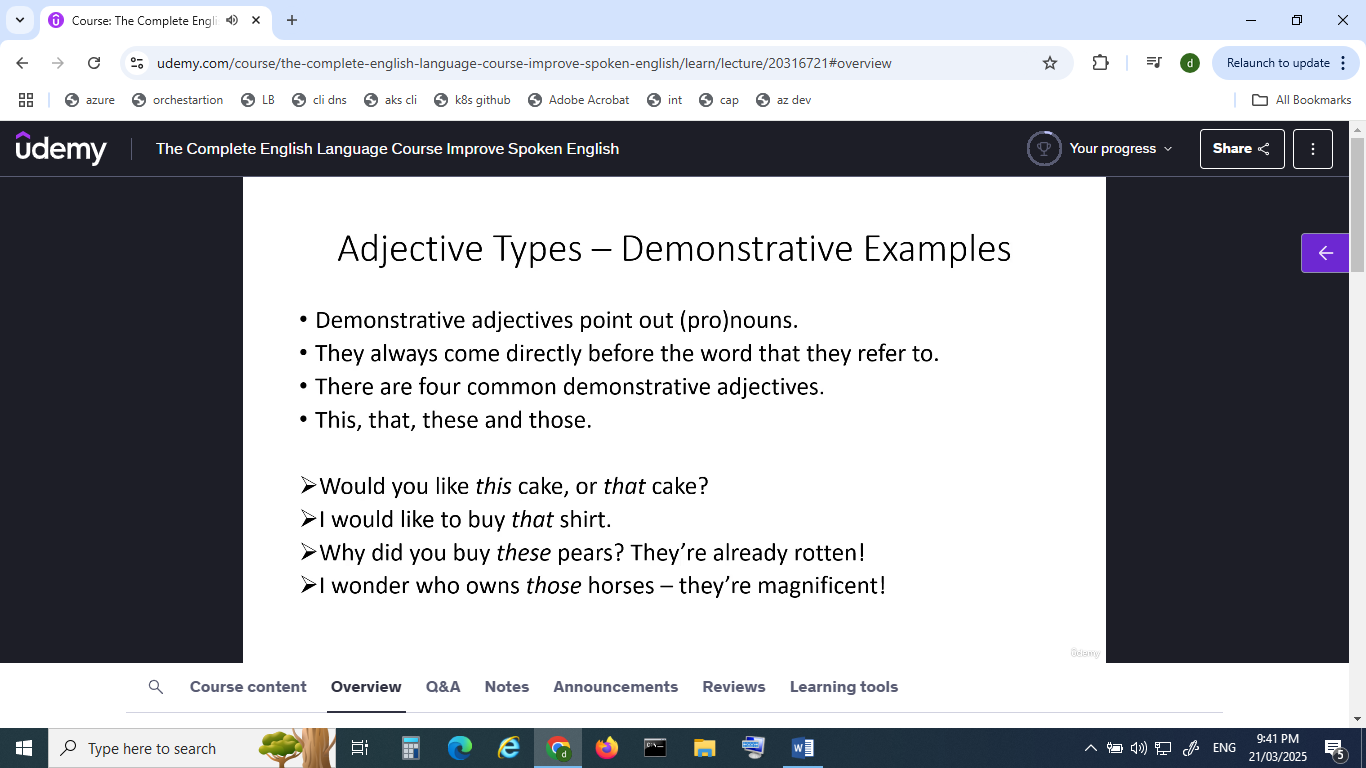 Course: The Complete Engli
udemy.com/course/the-complete-english-language-course-improve-spoken-english/learn/lecture/20316721#overview
d
Relaunch to update
azure
orchestartion
LB
cli dns
aks cli
k8s github
Adobe Acrobat
int
cap
az dev
All Bookmarks
ûdemy
The Complete English Language Course Improve Spoken English
Your progress
Share
Adjective Types – Demonstrative Examples
• Demonstrative adjectives point out (pro)nouns.
• They always come directly before the word that they refer to.
• There are four common demonstrative adjectives.
• This, that, these and those.
➢Would you like this cake, or that cake?
➢I would like to buy that shirt.
➢Why did you buy these pears? They’re already rotten!
➢I wonder who owns those horses – they’re magnificent!
ûdemy
Course content
Overview
Q&A
Notes
Announcements
Reviews
Learning tools
Type here to search
d
ENG
9:41 PM
21/03/2025
5